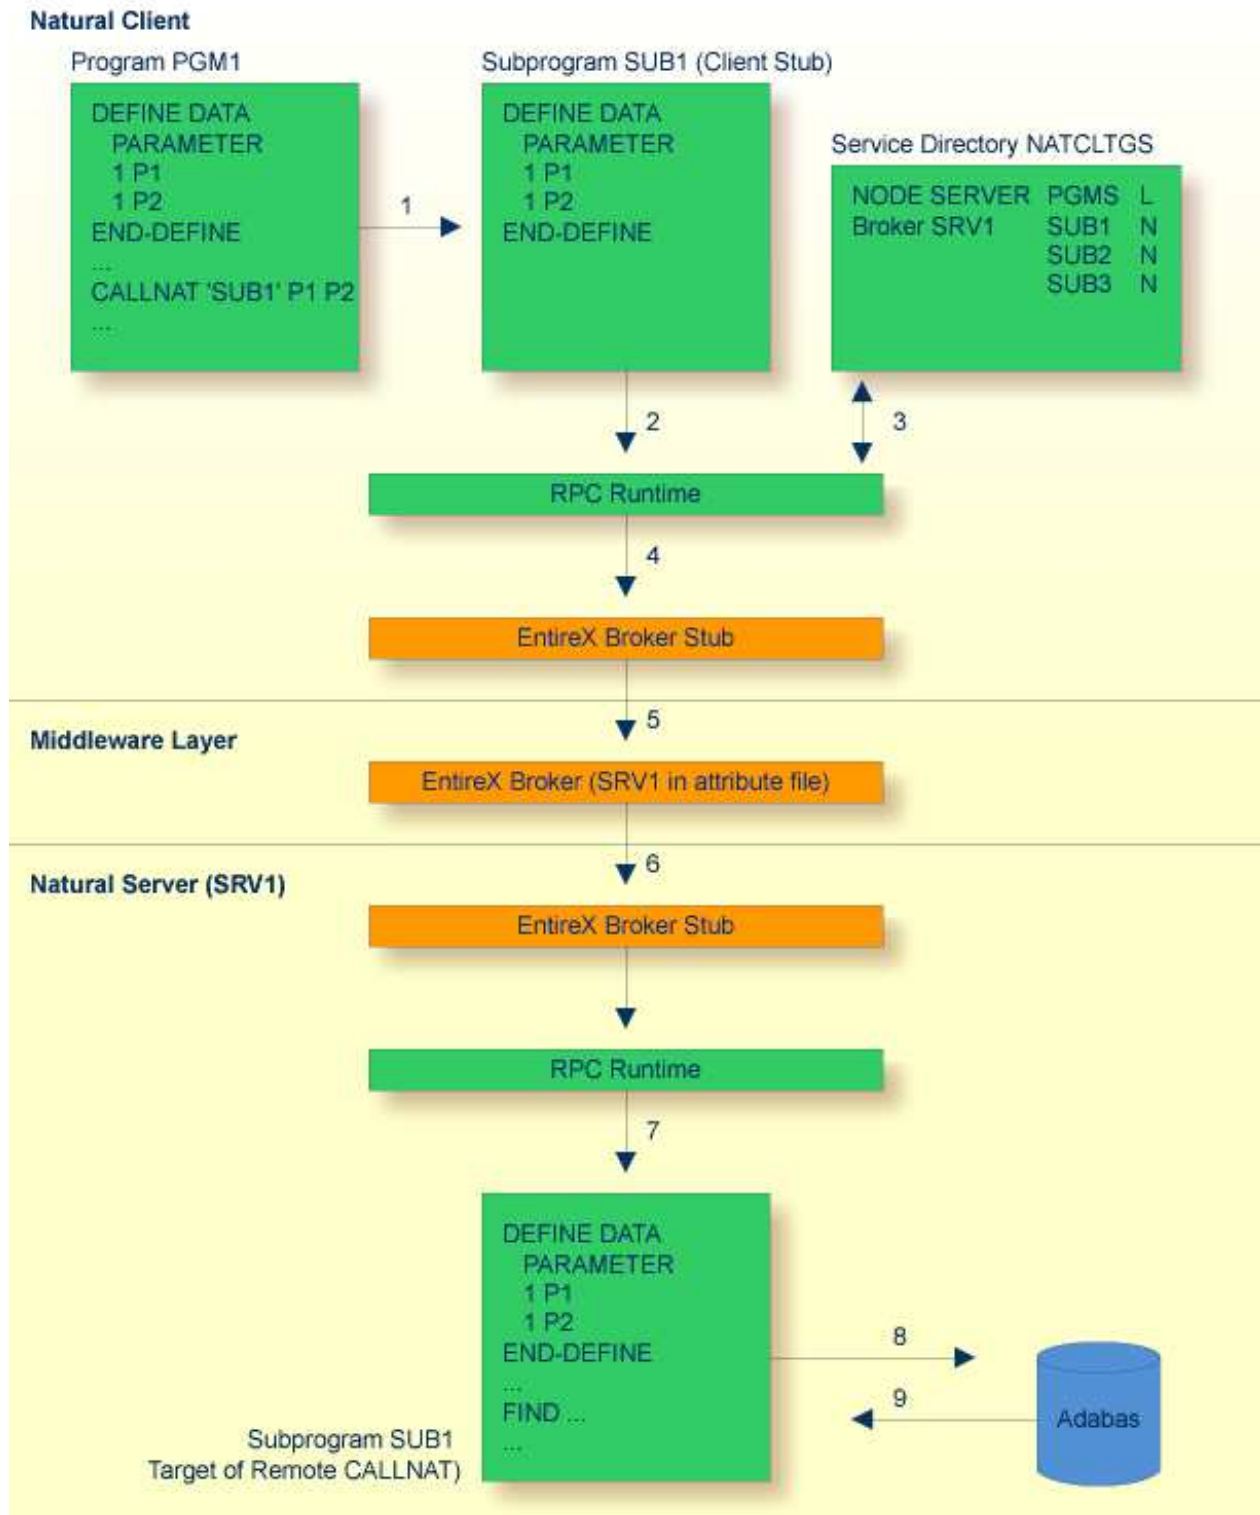 Natural Client
Program PGM1
DEFINE DATA
PARAMETER
1 P1
1 P2
END-DEFINE
...
CALLNAT 'SUB1' P1 P2
...
1
Subprogram SUB1 (Client Stub)
DEFINE DATA
PARAMETER
1 P1
1 P2
END-DEFINE
Service Directory NATCLTGS
NODE SERVER PGMS L
Broker SRV1 SUB1 N
SUB2 N
SUB3 N
2
3
RPC Runtime
4
EntireX Broker Stub
5
Middleware Layer
EntireX Broker (SRV1 in attribute file)
6
Natural Server (SRV1)
EntireX Broker Stub
RPC Runtime
7
DEFINE DATA
PARAMETER
1 P1
1 P2
END-DEFINE
...
FIND ...
...
Subprogram SUB1
Target of Remote CALLNAT)
8
9
Adabas